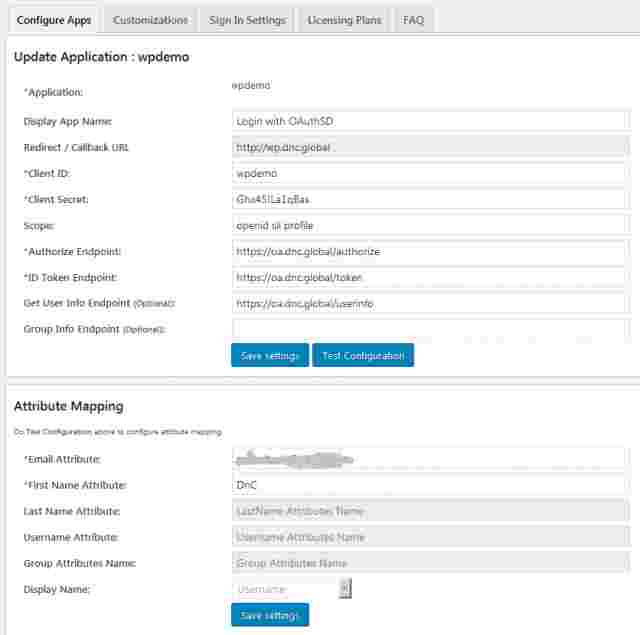 Configure Apps Customizations Sign In Settings Licensing Plans FAQ
Update Application : wpdemo
*Application: wpdemo
Display App Name: Login with OAuthSD
Redirect / Callback URL http://wp.dnc.global
*Client ID: wpdemo
*Client Secret:
Scope: openid sli profile
*Authorize Endpoint: https://oa.dnc.global/authorize
*ID Token Endpoint: https://oa.dnc.global/token
Get User Info Endpoint (Optional): https://oa.dnc.global/userinfo
Group Info Endpoint (Optional):
Save settings Test Configuration
Attribute Mapping
Do Test Configuration above to configure attribute mapping.
*Email Attribute:
*First Name Attribute: DnC
Last Name Attribute: LastName Attributes Name
Username Attribute: Username Attributes Name
Group Attributes Name: Group Attributes Name
Display Name: Username
Save settings